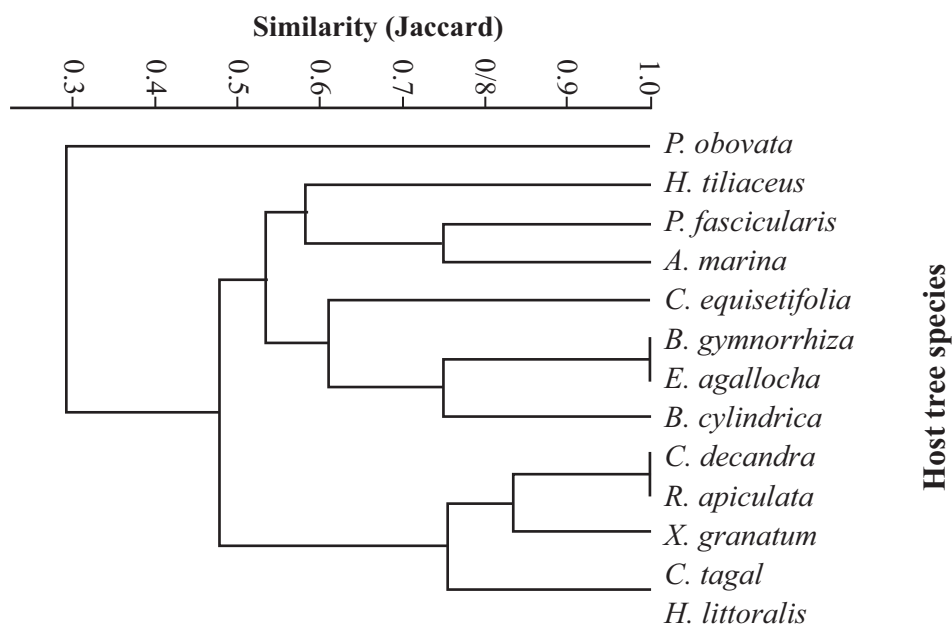 Similarity (Jaccard)
0.3
0.4
0.5
0.6
0.7
0/8
0.9
1.0
P. obovata
H. tiliaceus
P. fascicularis
A. marina
C. equisetifolia
B. gymnorrhiza
E. agallocha
B. cylindrica
C. decandra
R. apiculata
X. granatum
C. tagal
H. littoralis
Host tree species